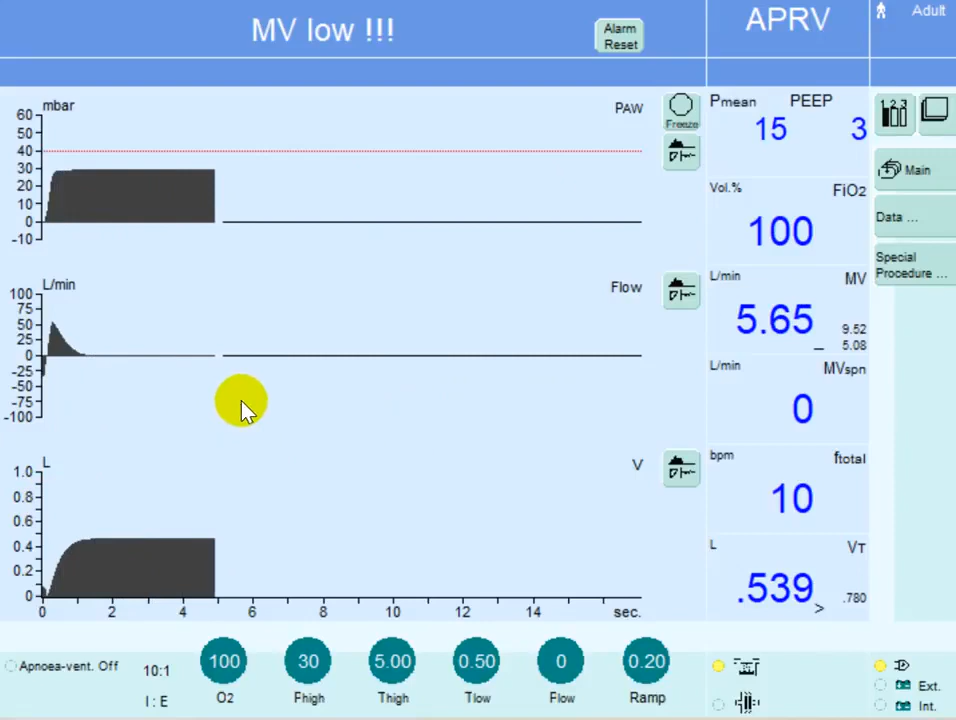 MV low !!!
Alarm
Reset
APRV
Adult
mbar
PAW
60
50
40
30
20
10
0
-10
Freeze
Pmean
PEEP
15
3
1 2 3
Main
Vol.%
FiO2
100
Data ...
Special
Procedure ...
L/min
Flow
100
75
50
25
0
-25
-50
-75
-100
L/min
MV
5.65
9.52
5.08
L/min
MVspn
0
L
V
1.0
0.8
0.6
0.4
0.2
0
0 2 4 6 8 10 12 14 sec.
bpm
ftotal
10
L
VT
.539
>
.780
Apnoea-vent. Off
10:1
I : E
100
O2
30
Fhigh
5.00
Thigh
0.50
Tlow
0
Flow
0.20
Ramp
Ext.
Int.